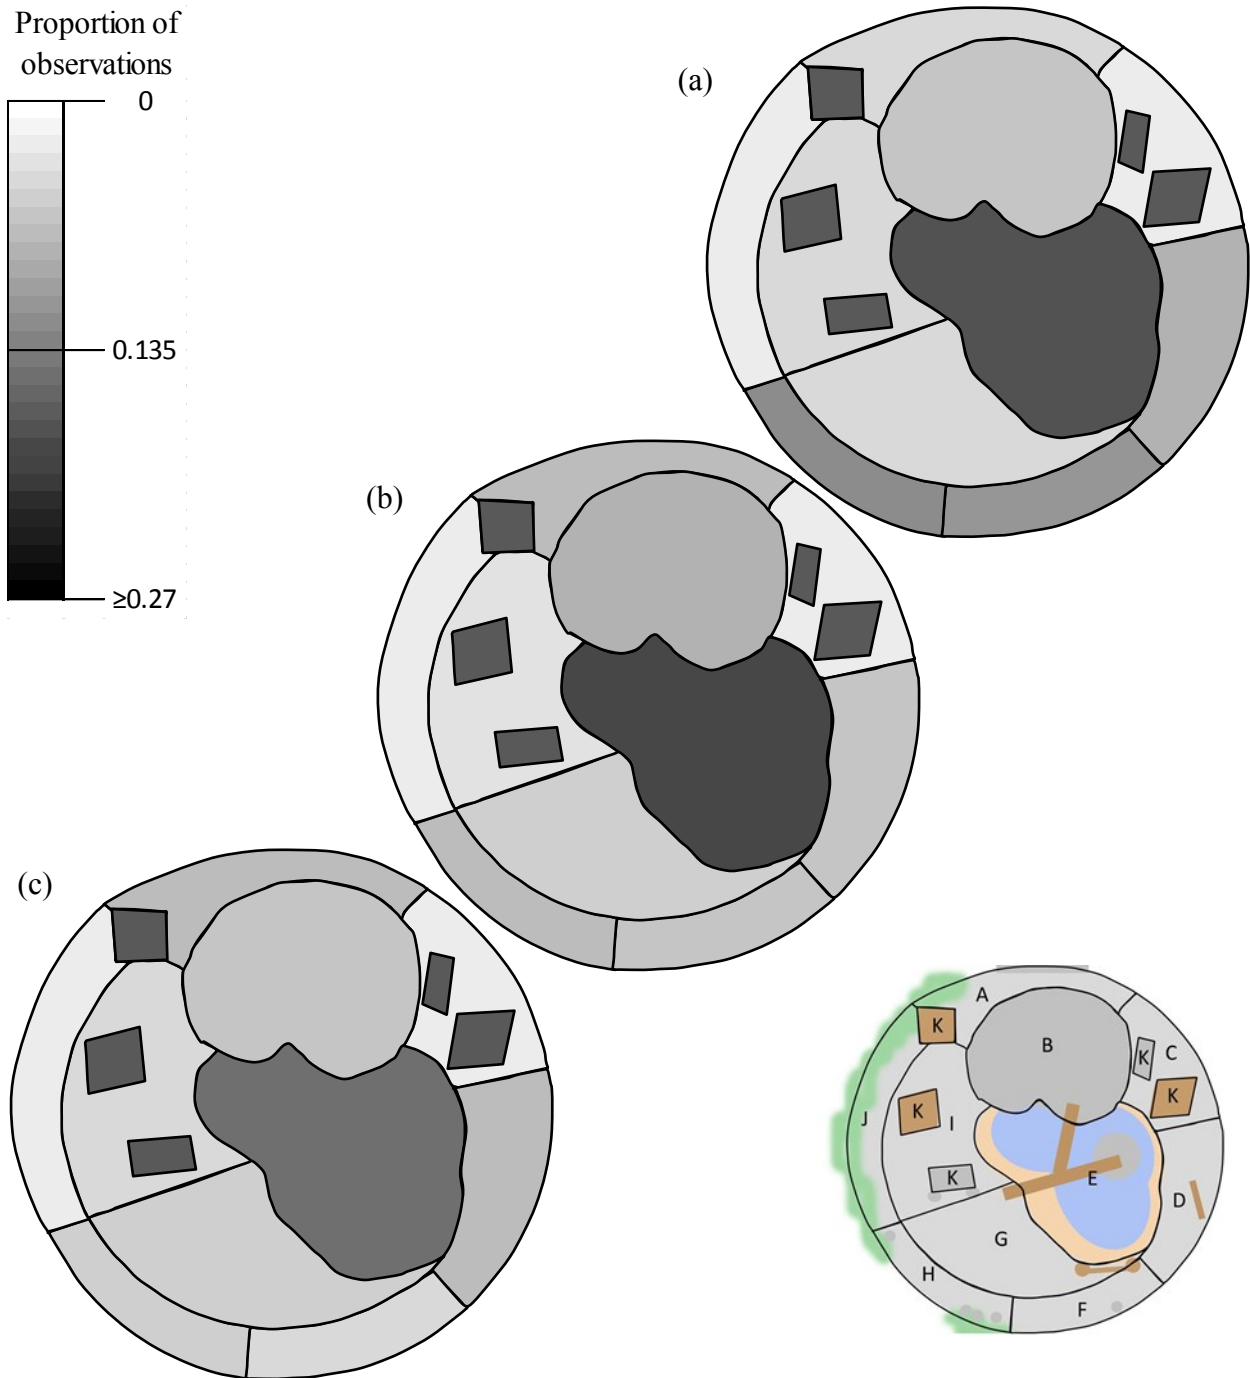 Proportion of
observations
0
0.135
≥0.27
(a)
(b)
(c)
A
K
B
K
C
K
K
J
I
K
E
D
G
H
F